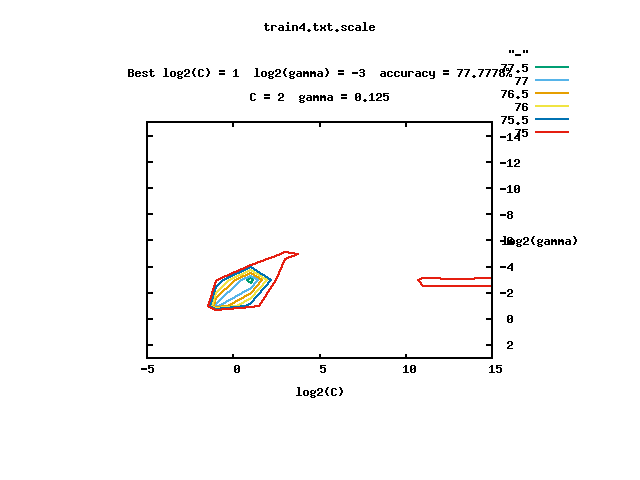 train4.txt.scale
"-"
77.5
Best log2(C) = 1  log2(gamma) = -3  accuracy = 77.7778%
77
76.5
C = 2  gamma = 0.125
76
75.5
75
-14
-12
-10
-8
-6
log2(gamma)
-4
-2
0
2
-5 0 5 10 15
log2(C)